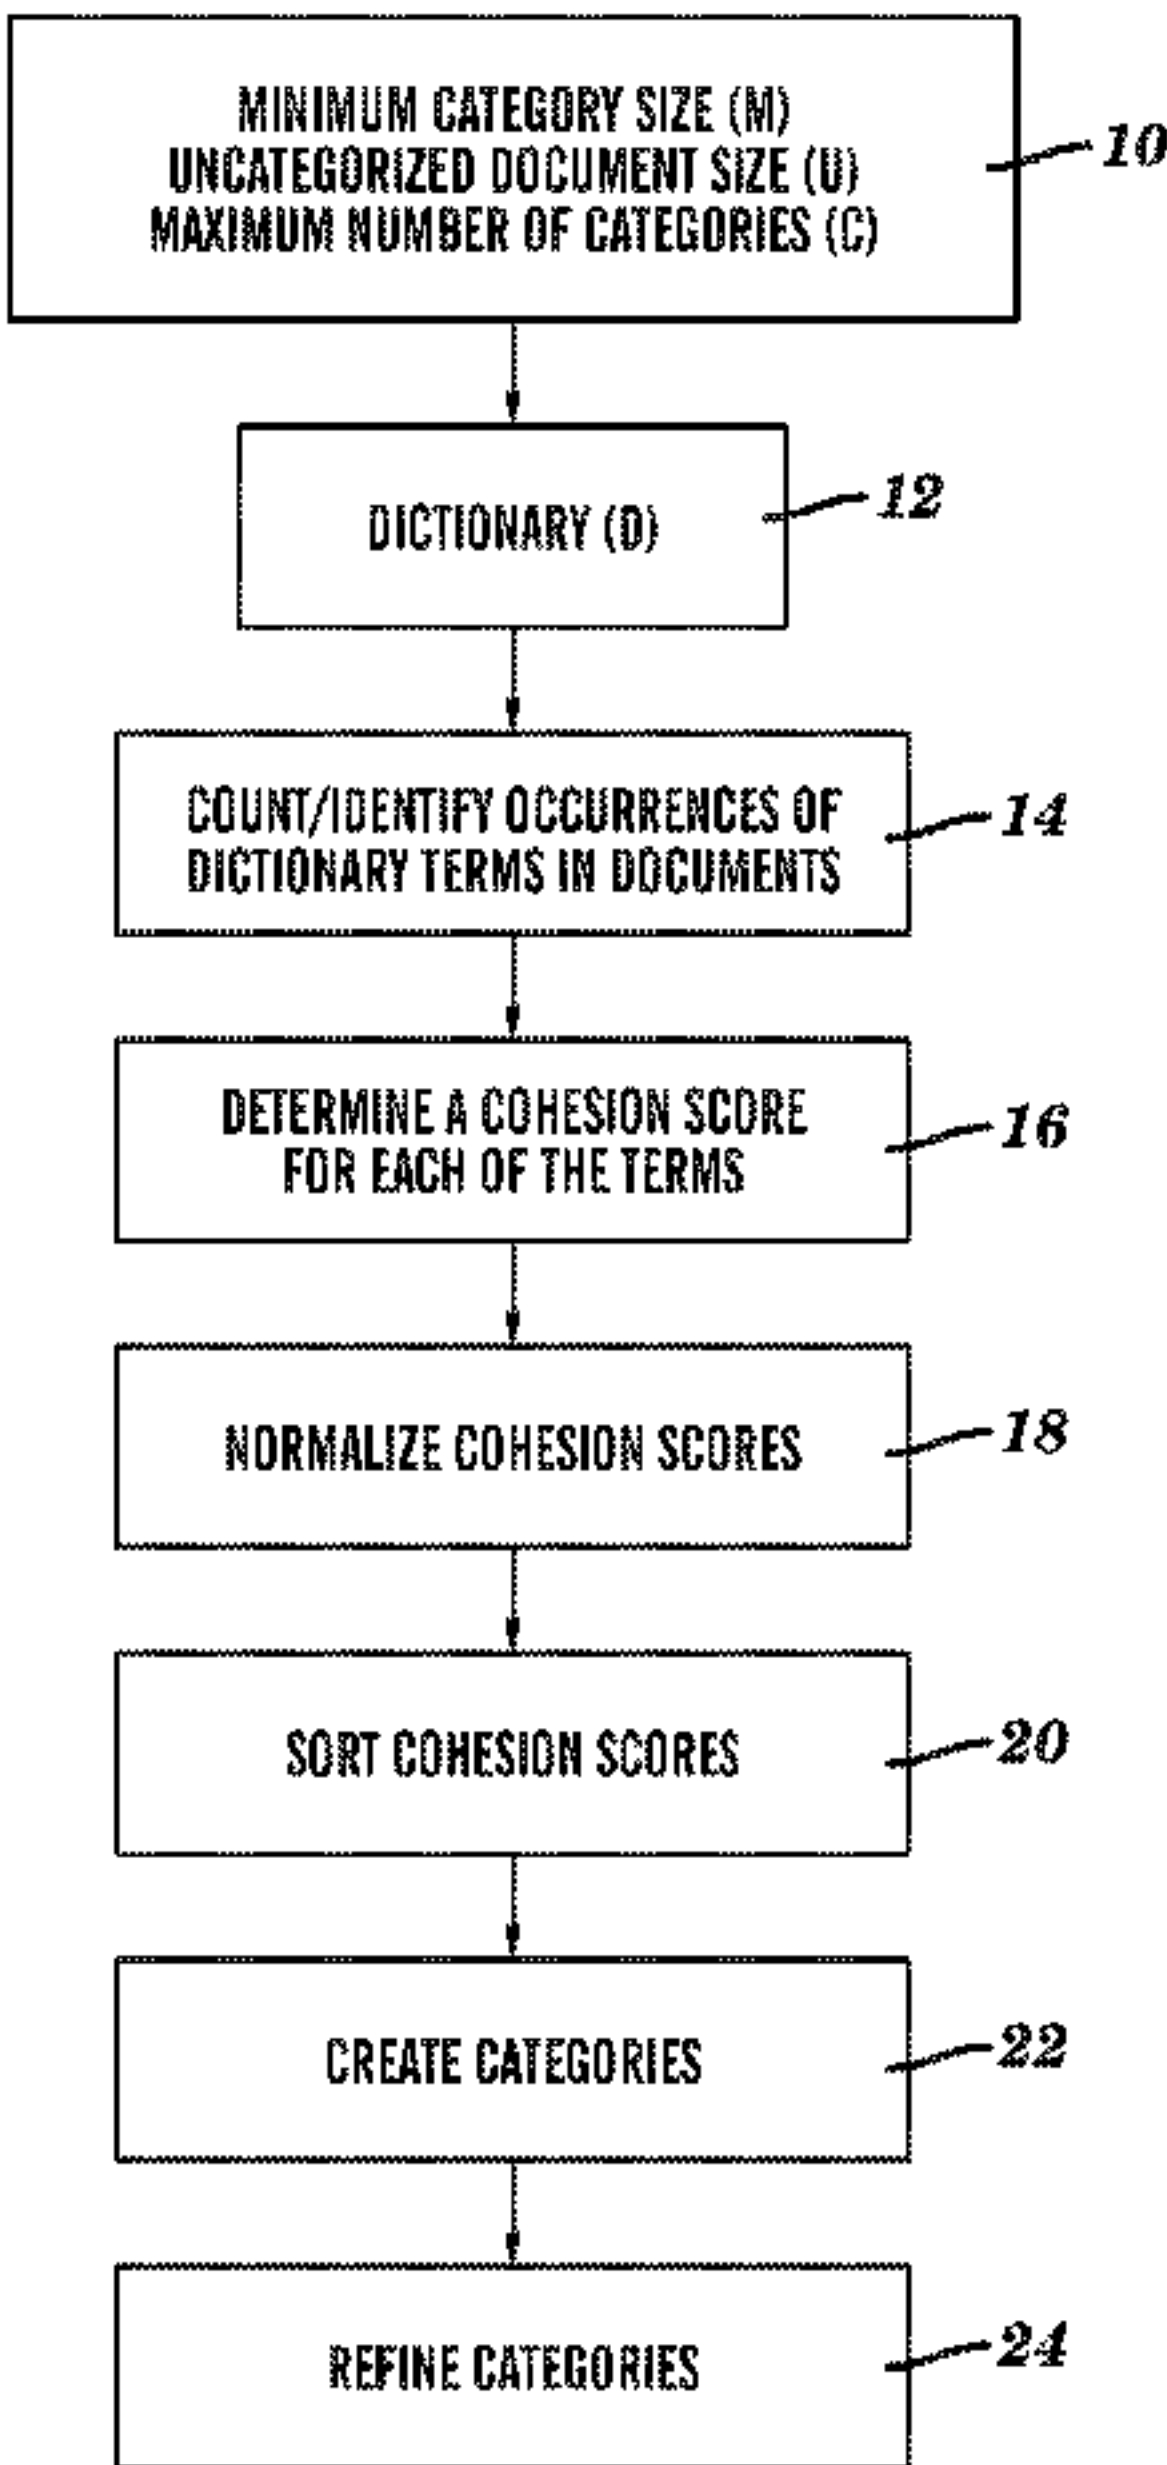 MINIMUM CATEGORY SIZE (M)
UNCATEGORIZED DOCUMENT SIZE (U)
MAXIMUM NUMBER OF CATEGORIES (C)
10
DICTIONARY (D)
12
COUNT/IDENTIFY OCCURRENCES OF
DICTIONARY TERMS IN DOCUMENTS
14
DETERMINE A COHESION SCORE
FOR EACH OF THE TERMS
16
NORMALIZE COHESION SCORES
18
SORT COHESION SCORES
20
CREATE CATEGORIES
22
REFINE CATEGORIES
24